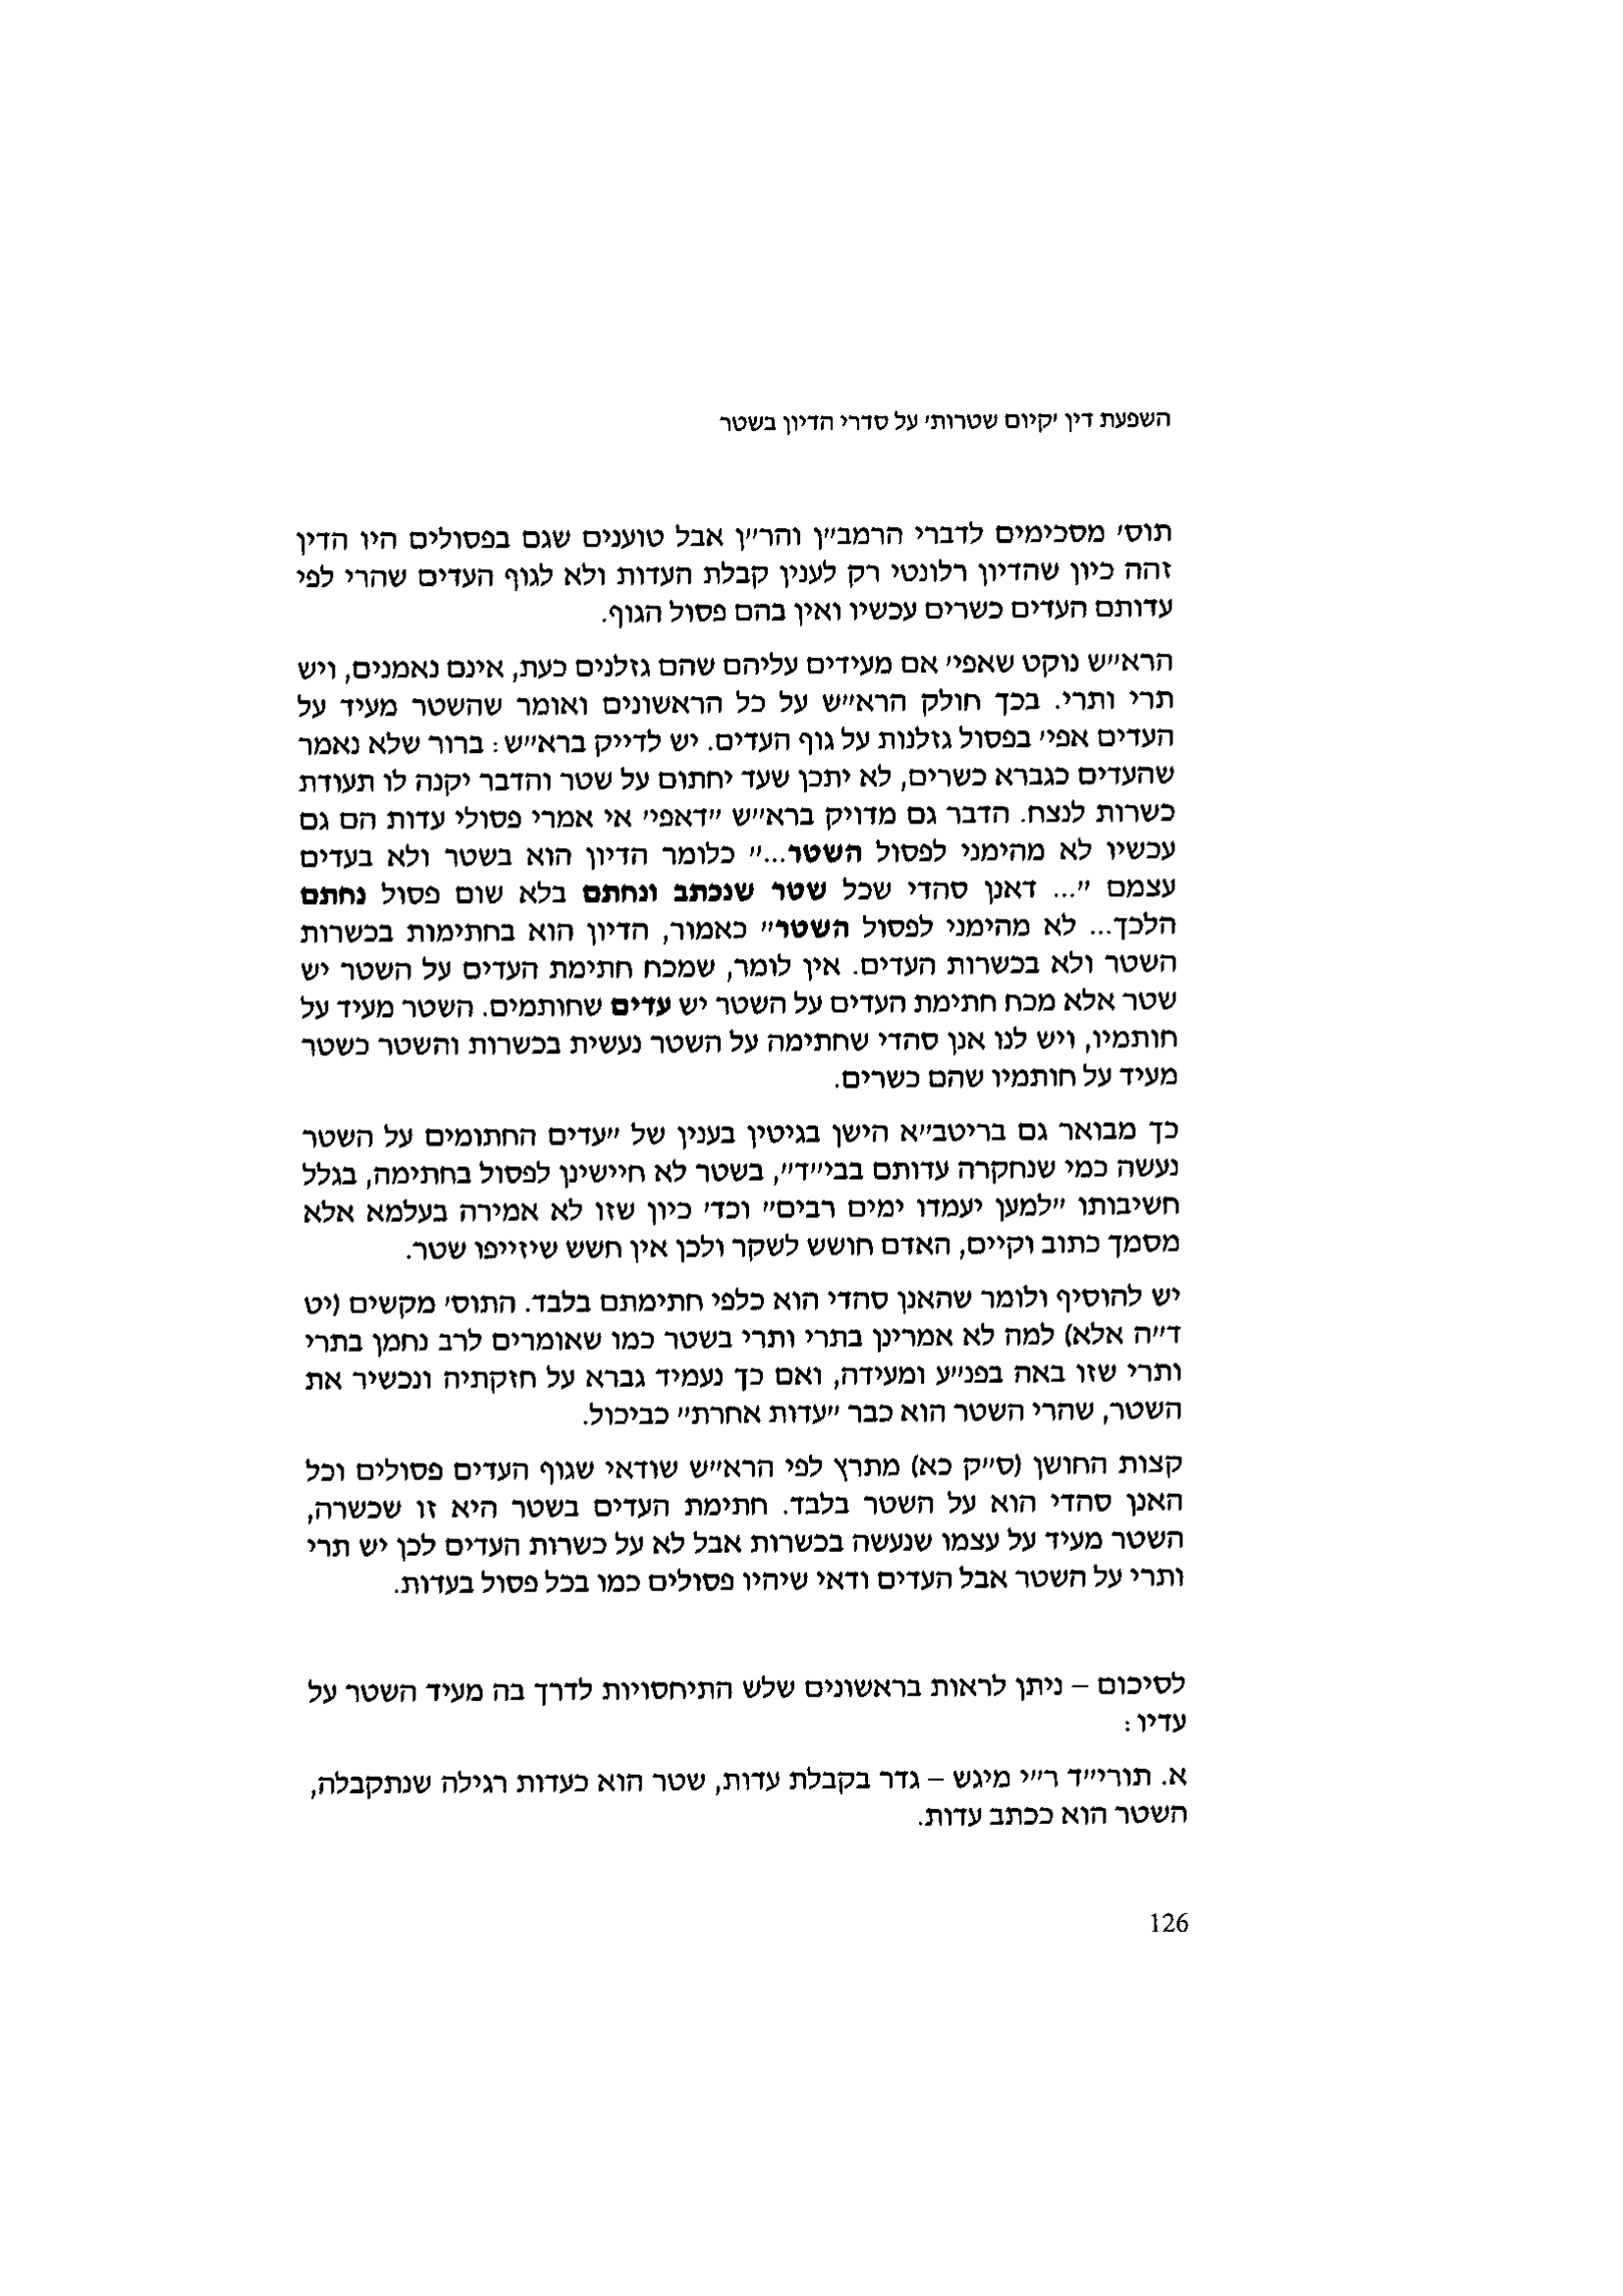 השפעת דין 'קיום שטרות' על סדרי הדיון בשטר
תוס' מסכימים לדברי הרמב״ן והר״ן אבל טוענים שגם בפסולים היו הדין
זהה כיון שהדיון רלונטי רק לענין קבלת העדות ולא לגוף העדים שהרי לפי
עדותם העדים כשרים עכשיו ואין בהם פסול הגוף.
הרא״ש נוקט שאפי' אם מעידים עליהם שהם גזלנים כעת, אינם נאמנים, ויש
תרי ותרי. בכך חולק הרא״ש על כל הראשונים ואומר שהשטר מעיד על
העדים אפי' בפסול גזלנות על גוף העדים. יש לדייק ברא״ש: ברור שלא נאמר
שהעדים כגברא כשרים, לא יתכן שעד יחתום על שטר והדבר יקנה לו תעודת
כשרות לנצח. הדבר גם מדויק ברא״ש ״דאפי' אי אמרי פסולי עדות הם גם
עכשיו לא מהימני לפסול השטר...״ כלומר הדיון הוא בשטר ולא בעדים
עצמם ״... דאנן סהדי שכל שטר שנכתב ונחתם בלא שום פסול נחתם
הלכך... לא מהימני לפסול השטר״ כאמור, הדיון הוא בחתימות בכשרות
השטר ולא בכשרות העדים. אין לומר, שמכח חתימת העדים על השטר יש
שטר אלא מכח חתימת העדים על השטר יש עדים שחותמים. השטר מעיד על
חותמיו, ויש לנו אנן סהדי שחתימה על השטר נעשית בכשרות והשטר כשטר
מעיד על חותמיו שהם כשרים.
כך מבואר גם בריטב״א הישן בגיטין בענין של ״עדים החתומים על השטר
נעשה כמי שנחקרה עדותם בבי״ד״, בשטר לא חיישינן לפסול בחתימה, בגלל
חשיבותו ״למען יעמדו ימים רבים״ וכד' כיון שזו לא אמירה בעלמא אלא
מסמך כתוב וקיים, האדם חושש לשקר ולכן אין חשש שיזייפו שטר.
יש להוסיף ולומר שהאנן סהדי הוא כלפי חתימתם בלבד. התוס' מקשים (יט
ד״ה אלא) למה לא אמרינן בתרי ותרי בשטר כמו שאומרים לרב נחמן בתרי
ותרי שזו באה בפנ״ע ומעידה, ואם כך נעמיד גברא על חזקתיה ונכשיר את
השטר, שהרי השטר הוא כבר ״עדות אחרת״ כביכול.
קצות החושן (ס״ק כא) מתרץ לפי הרא״ש שודאי שגוף העדים פסולים וכל
האנן סהדי הוא על השטר בלבד. חתימת העדים בשטר היא זו שכשרה,
השטר מעיד על עצמו שנעשה בכשרות אבל לא על כשרות העדים לכן יש תרי
ותרי על השטר אבל העדים ודאי שיהיו פסולים כמו בכל פסול בעדות.
לסיכום – ניתן לראות בראשונים שלש התיחסויות לדרך בה מעיד השטר על
עדיו:
א. תורי״ד ר״י מיגש – גדר בקבלת עדות, שטר הוא כעדות רגילה שנתקבלה,
השטר הוא ככתב עדות.
126